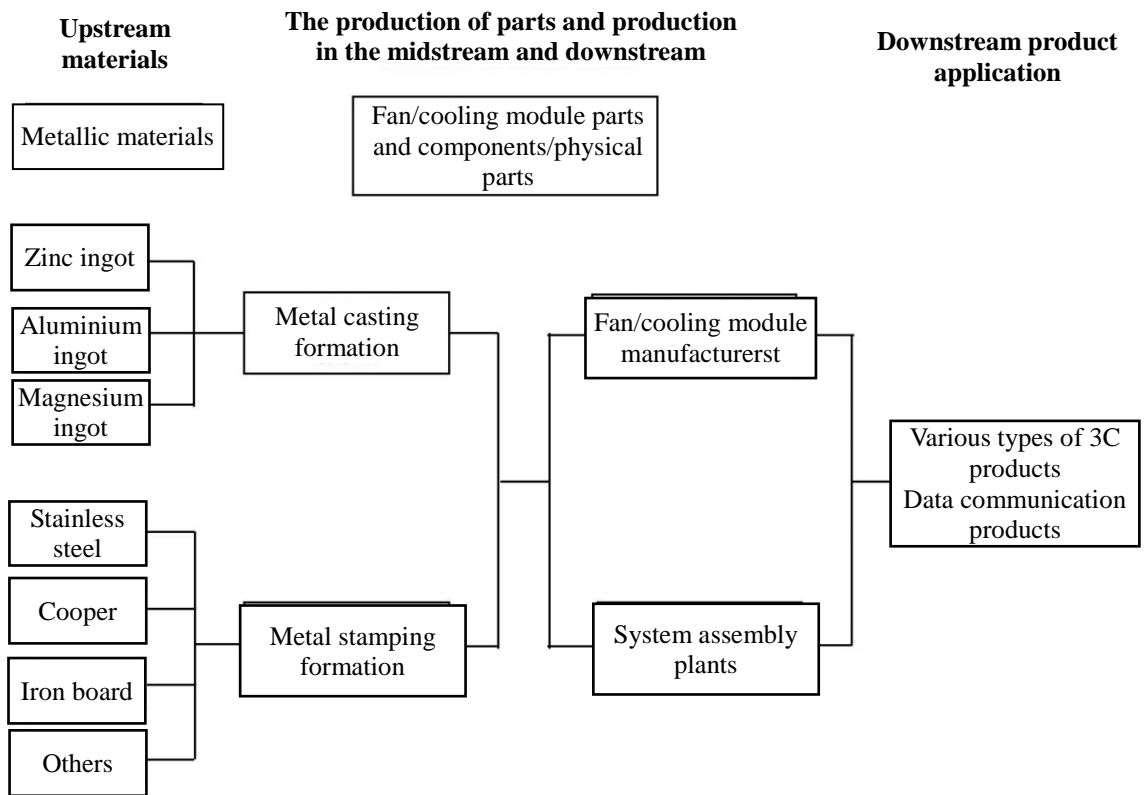 Upstream
materials
The production of parts and production
in the midstream and downstream
Downstream product
application
Metallic materials
Fan/cooling module parts
and components/physical
parts
Zinc ingot
Aluminium
ingot
Magnesium
ingot
Metal casting
formation
Fan/cooling module
manufacturerst
Various types of 3C
products
Data communication
products
Stainless
steel
Cooper
Iron board
Others
Metal stamping
formation
System assembly
plants